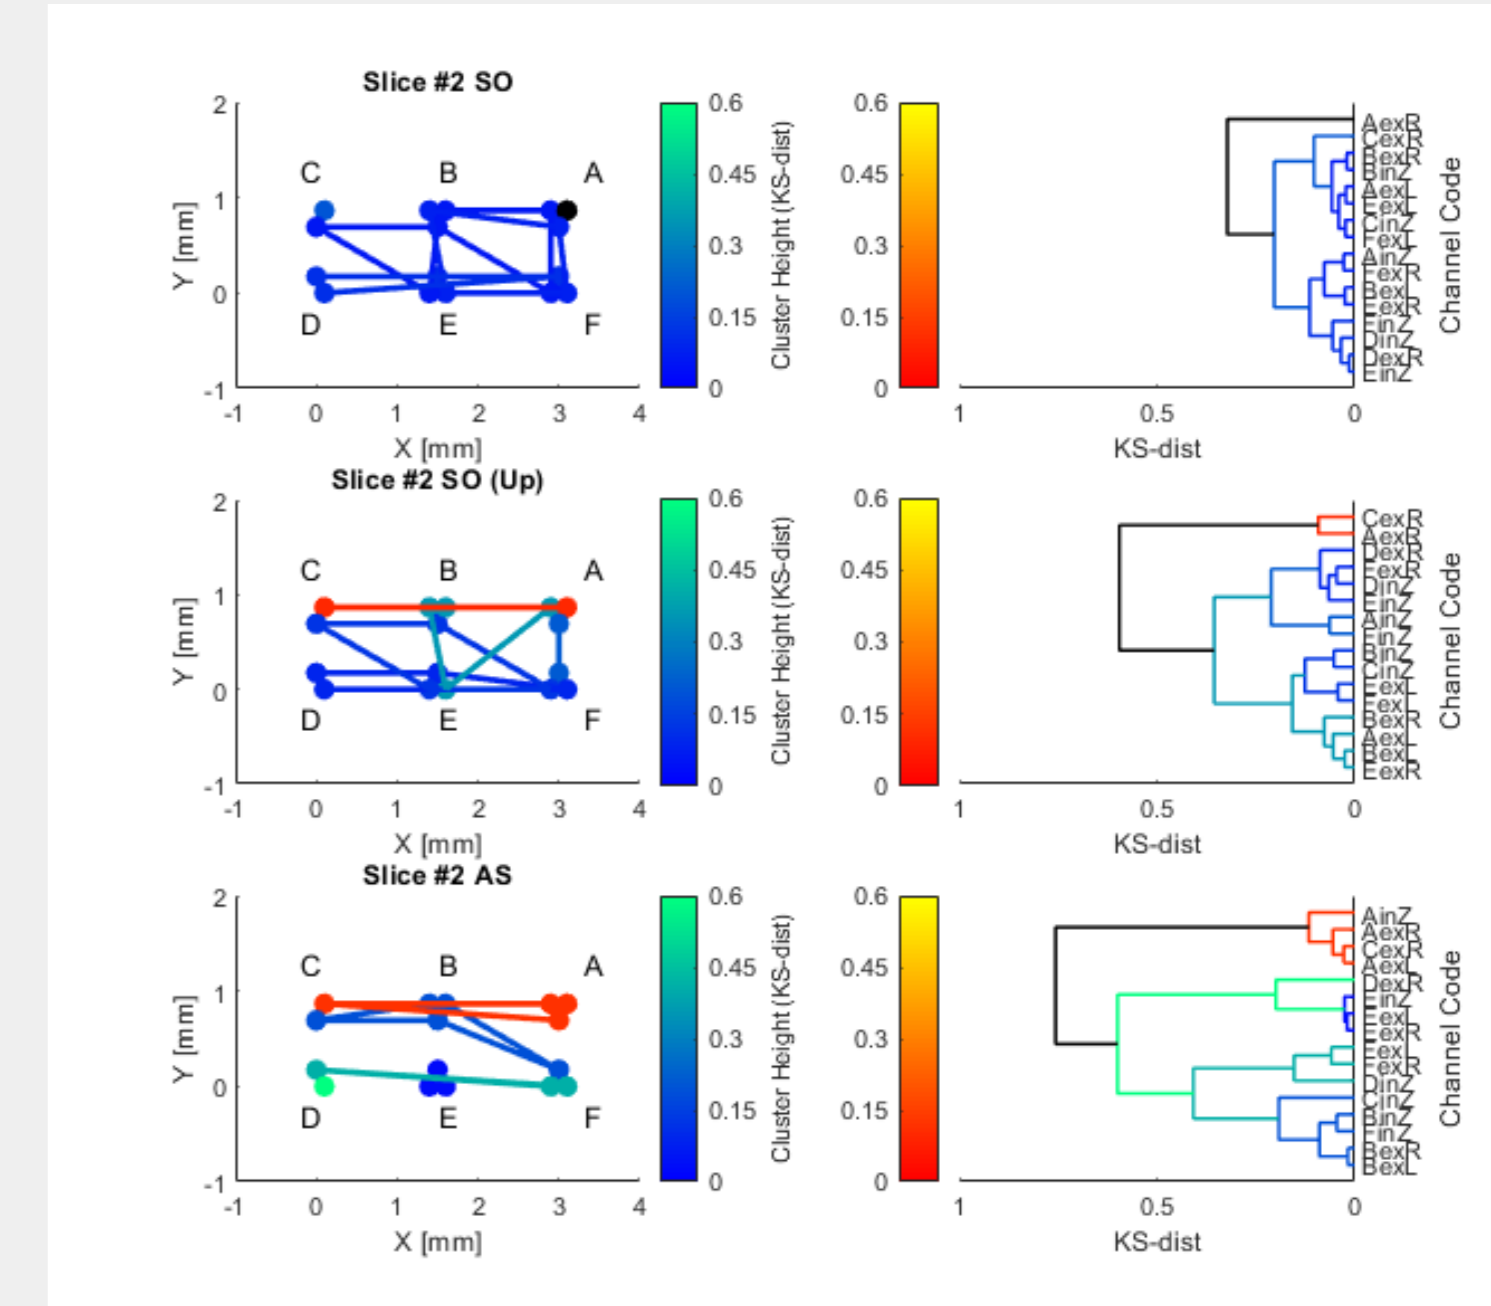 Slice #2 SO
2
1
0
-1
Y [mm]
C B A
D E F
-1 0 1 2 3 4
X [mm]
0.6
0.45
0.3
0.15
0
Cluster Height (KS-dist)
0.6
0.45
0.3
0.15
0
AexR
CexR
BexR
BinZ
AexL
EexL
CinZ
FexL
AinZ
FexR
BexL
EexR
FinZ
DinZ
DexR
EinZ
Channel Code
1 0.5 0
KS-dist
Slice #2 SO (Up)
2
1
0
-1
Y [mm]
C B A
D E F
-1 0 1 2 3 4
X [mm]
0.6
0.45
0.3
0.15
0
Cluster Height (KS-dist)
0.6
0.45
0.3
0.15
0
CexR
AexR
DexR
FexR
DinZ
EinZ
AinZ
FinZ
BinZ
CinZ
EexL
FexL
BexR
AexL
BexL
EexR
Channel Code
1 0.5 0
KS-dist
Slice #2 AS
2
1
0
-1
Y [mm]
C B A
D E F
-1 0 1 2 3 4
X [mm]
0.6
0.45
0.3
0.15
0
Cluster Height (KS-dist)
0.6
0.45
0.3
0.15
0
AinZ
AexR
CexR
AexL
DexR
EinZ
EexL
EexR
FexL
FexR
DinZ
CinZ
BinZ
FinZ
BexR
BexL
Channel Code
1 0.5 0
KS-dist